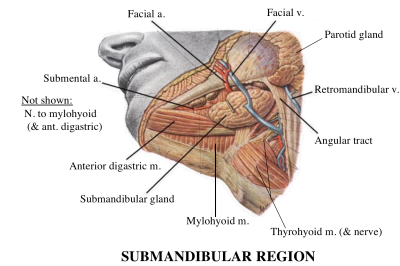 Facial a.
Facial v.
Parotid gland
Submental a.
Retromandibular v.
Not shown:
N. to mylohyoid
(& ant. digastric)
Angular tract
Anterior digastric m.
Submandibular gland
Mylohyoid m.
Thyrohyoid m. (& nerve)
SUBMANDIBULAR REGION